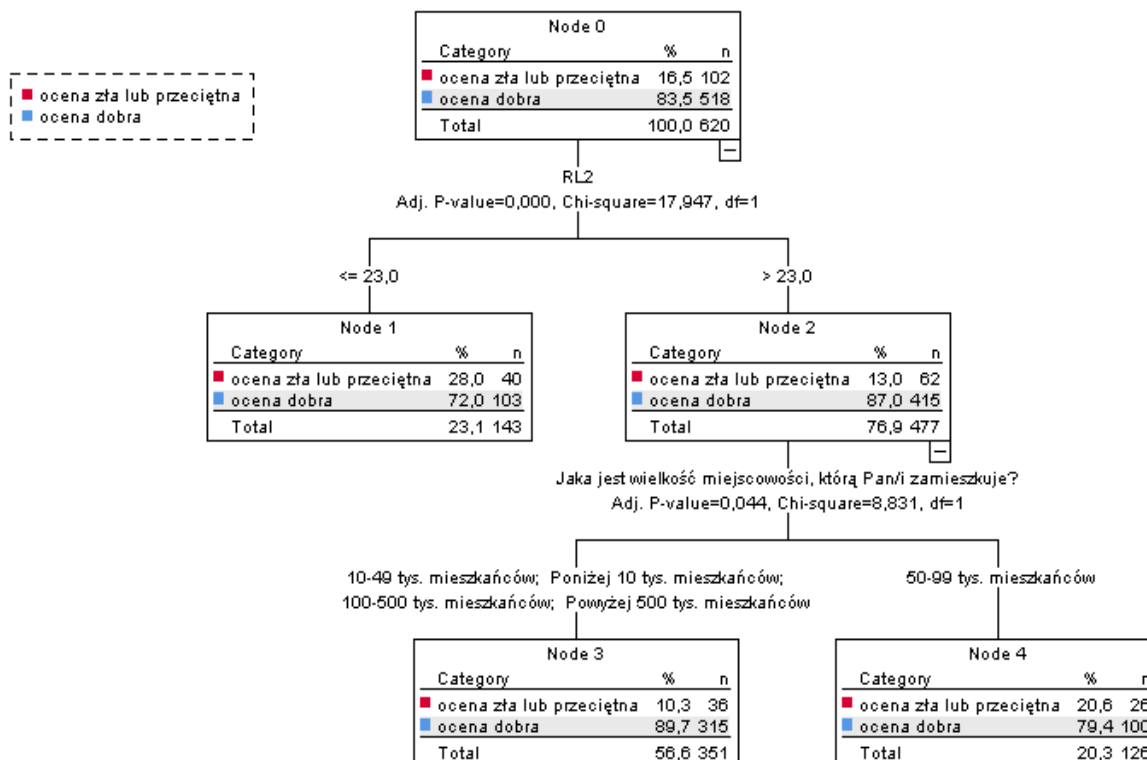 Node 0
Category % n
ocena zła lub przeciętna 16,5 102
ocena dobra 83,5 518
Total 100,0 620
ocena zła lub przeciętna
ocena dobra
RL2
Adj. P-value=0,000, Chi-square=17,947, df=1
<= 23,0
> 23,0
Node 1
Category % n
ocena zła lub przeciętna 28,0 40
ocena dobra 72,0 103
Total 23,1 143
Node 2
Category % n
ocena zła lub przeciętna 13,0 62
ocena dobra 87,0 415
Total 76,9 477
Jaka jest wielkość miejscowości, którą Pan/i zamieszkuje?
Adj. P-value=0,044, Chi-square=8,831, df=1
10-49 tys. mieszkańców; Poniżej 10 tys. mieszkańców;
100-500 tys. mieszkańców; Powyżej 500 tys. mieszkańców
50-99 tys. mieszkańców
Node 3
Category % n
ocena zła lub przeciętna 10,3 36
ocena dobra 89,7 315
Total 56,6 351
Node 4
Category % n
ocena zła lub przeciętna 20,6 26
ocena dobra 79,4 100
Total 20,3 126